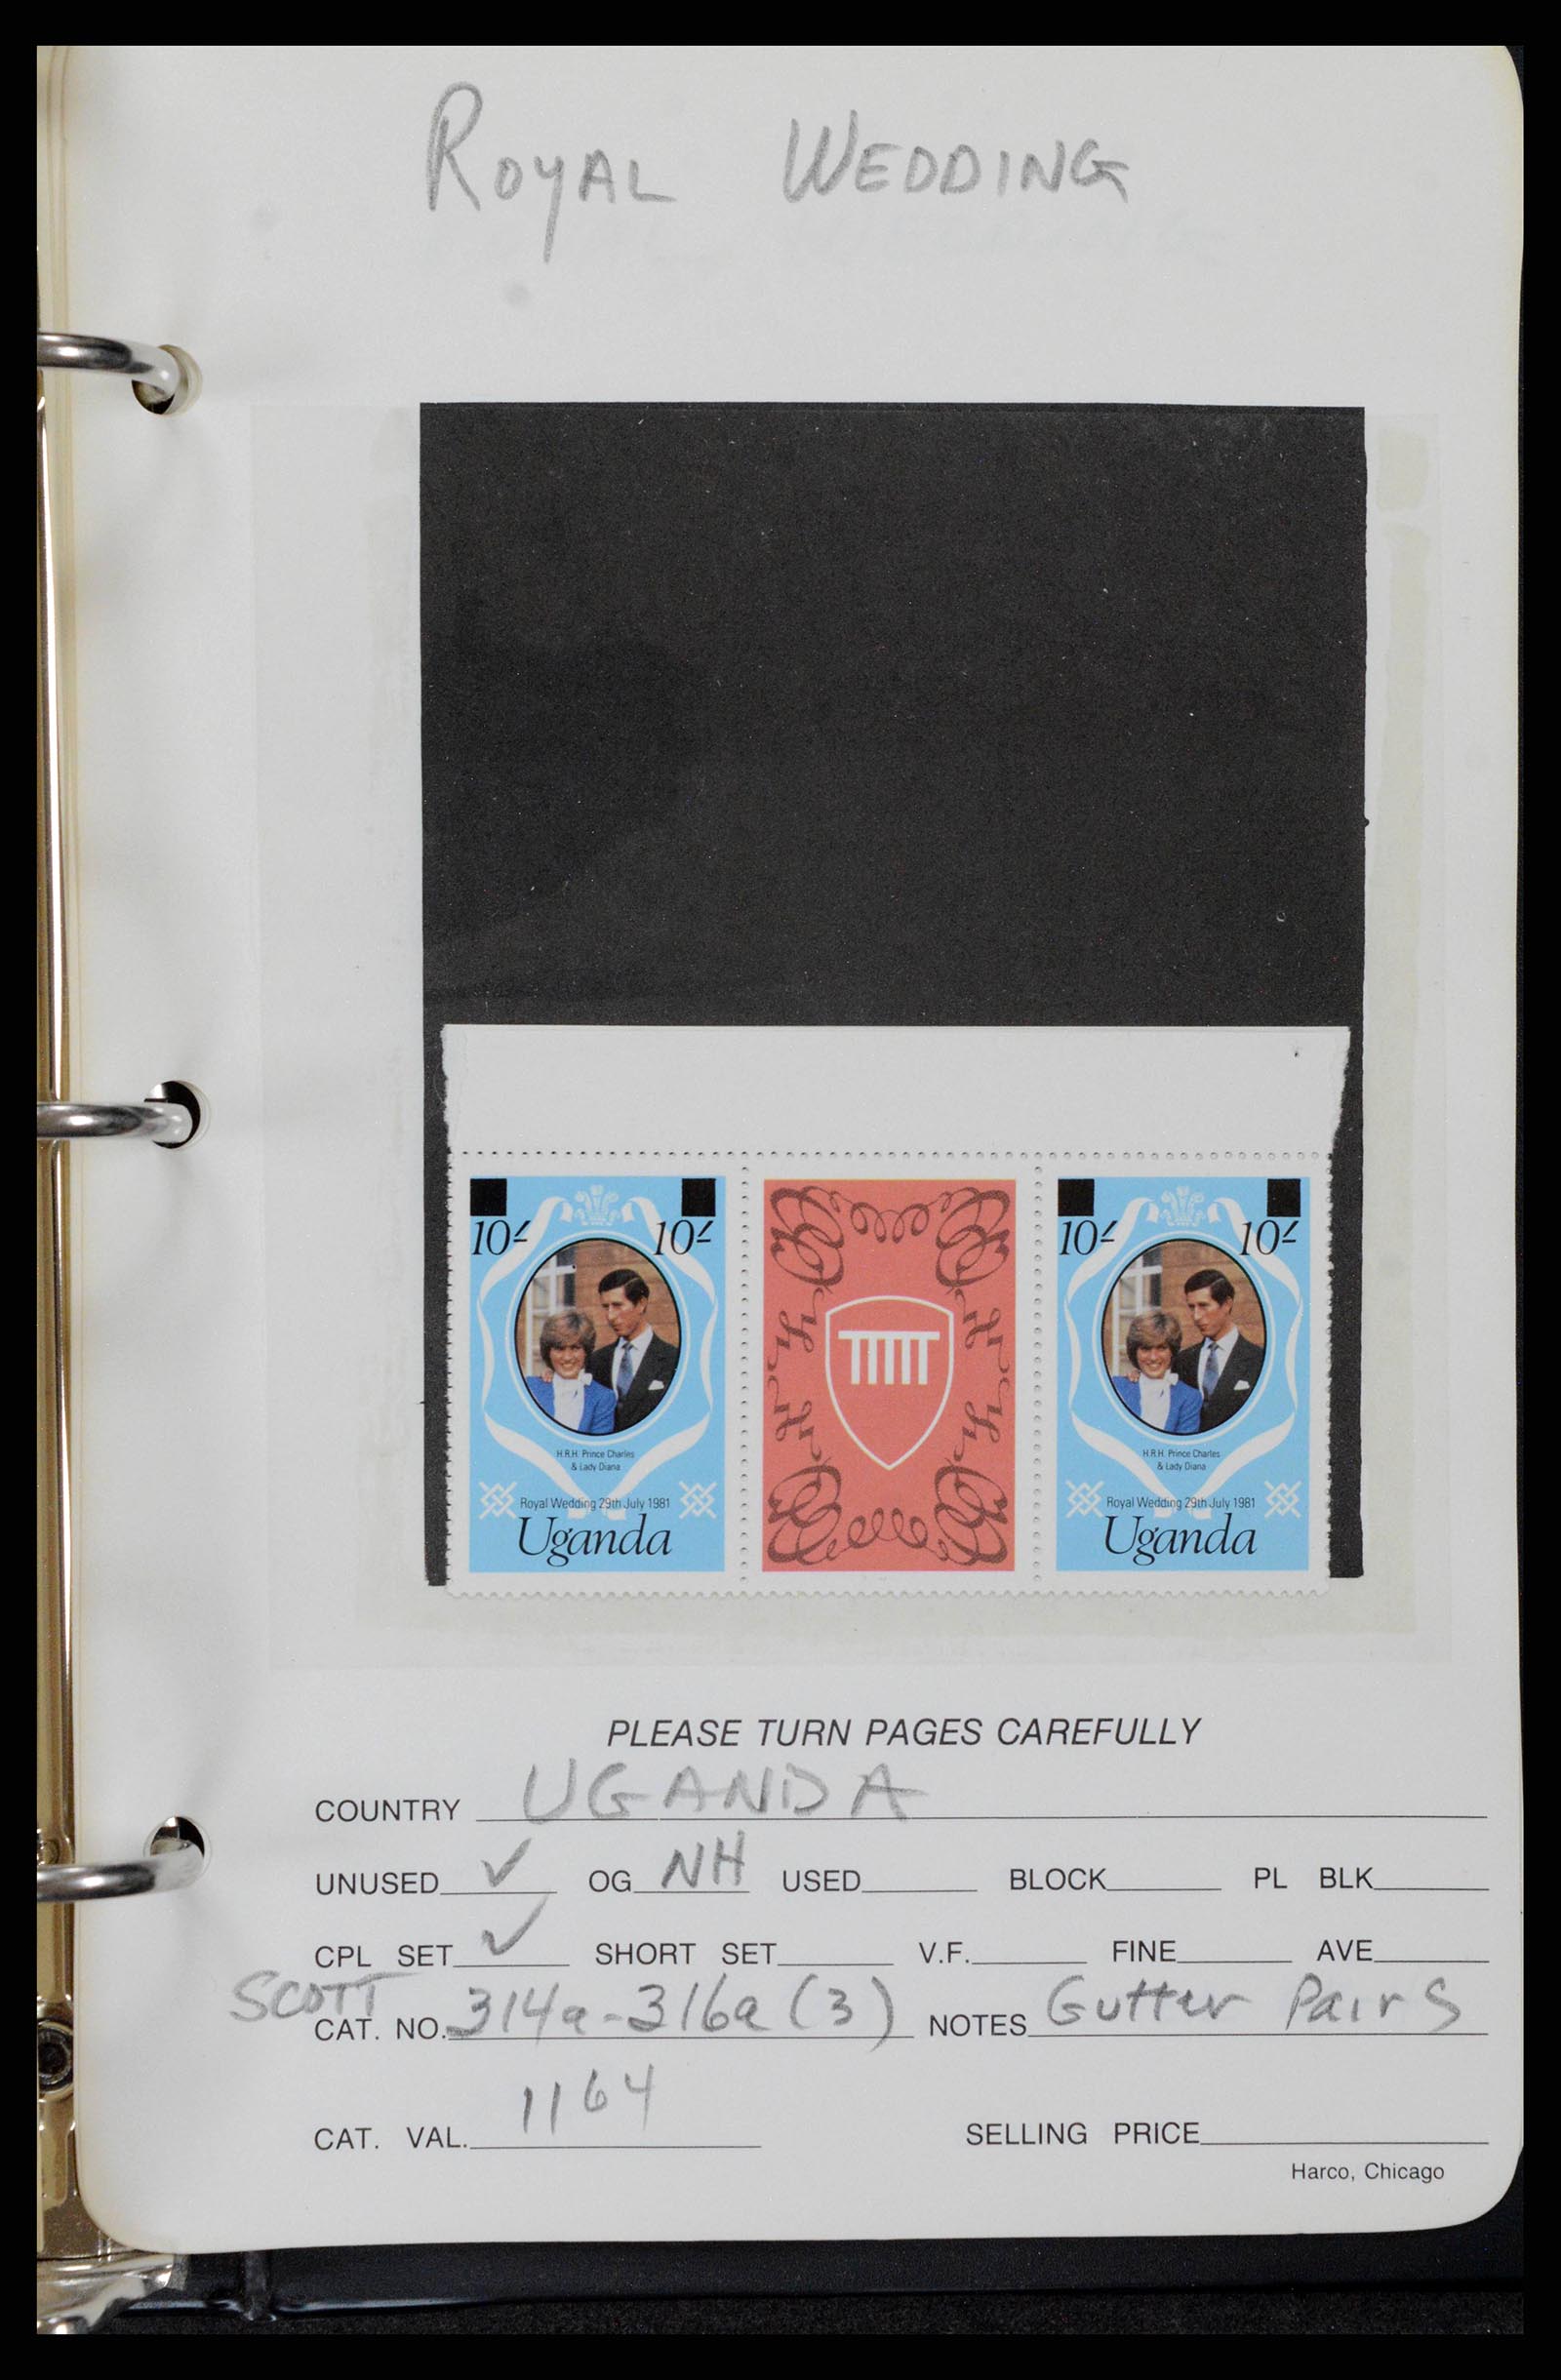 ROYAL WEDDING
10/- 10/-
H.R.H. Prince Charles
& Lady Diana
Royal Wedding 29th July 1981
Uganda
10/- 10/-
H.R.H. Prince Charles
& Lady Diana
Royal Wedding 29th July 1981
Uganda
PLEASE TURN PAGES CAREFULLY
COUNTRY UGANDA
UNUSED ✓ OG NH USED BLOCK PL BLK
CPL SET ✓ SHORT SET V.F. FINE AVE
SCOTT CAT. NO. 314a-316a (3) NOTES Gutter Pairs
CAT. VAL. 1164 SELLING PRICE
Harco, Chicago